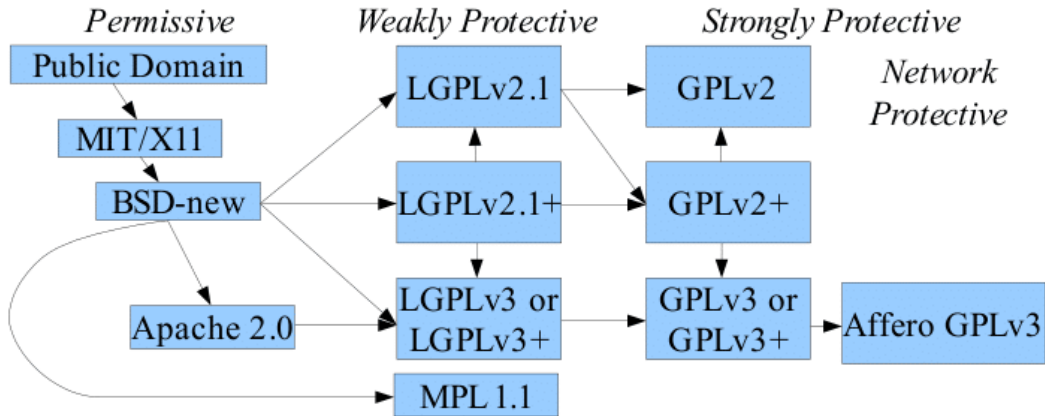 Permissive
Weakly Protective
Strongly Protective
Network
Protective
Public Domain
MIT/X11
BSD-new
Apache 2.0
LGPLv2.1
LGPLv2.1+
LGPLv3 or
LGPLv3+
MPL 1.1
GPLv2
GPLv2+
GPLv3 or
GPLv3+
Affero GPLv3